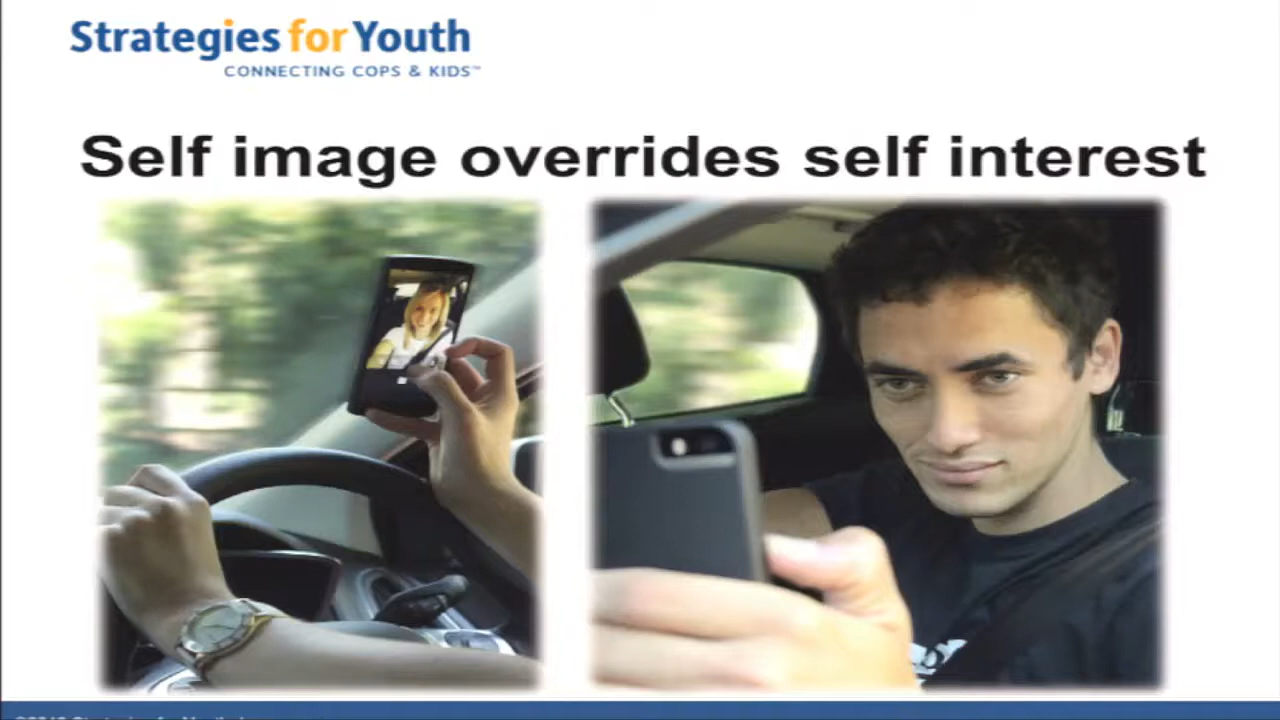 Strategies for Youth
CONNECTING COPS & KIDS™
Self image overrides self interest